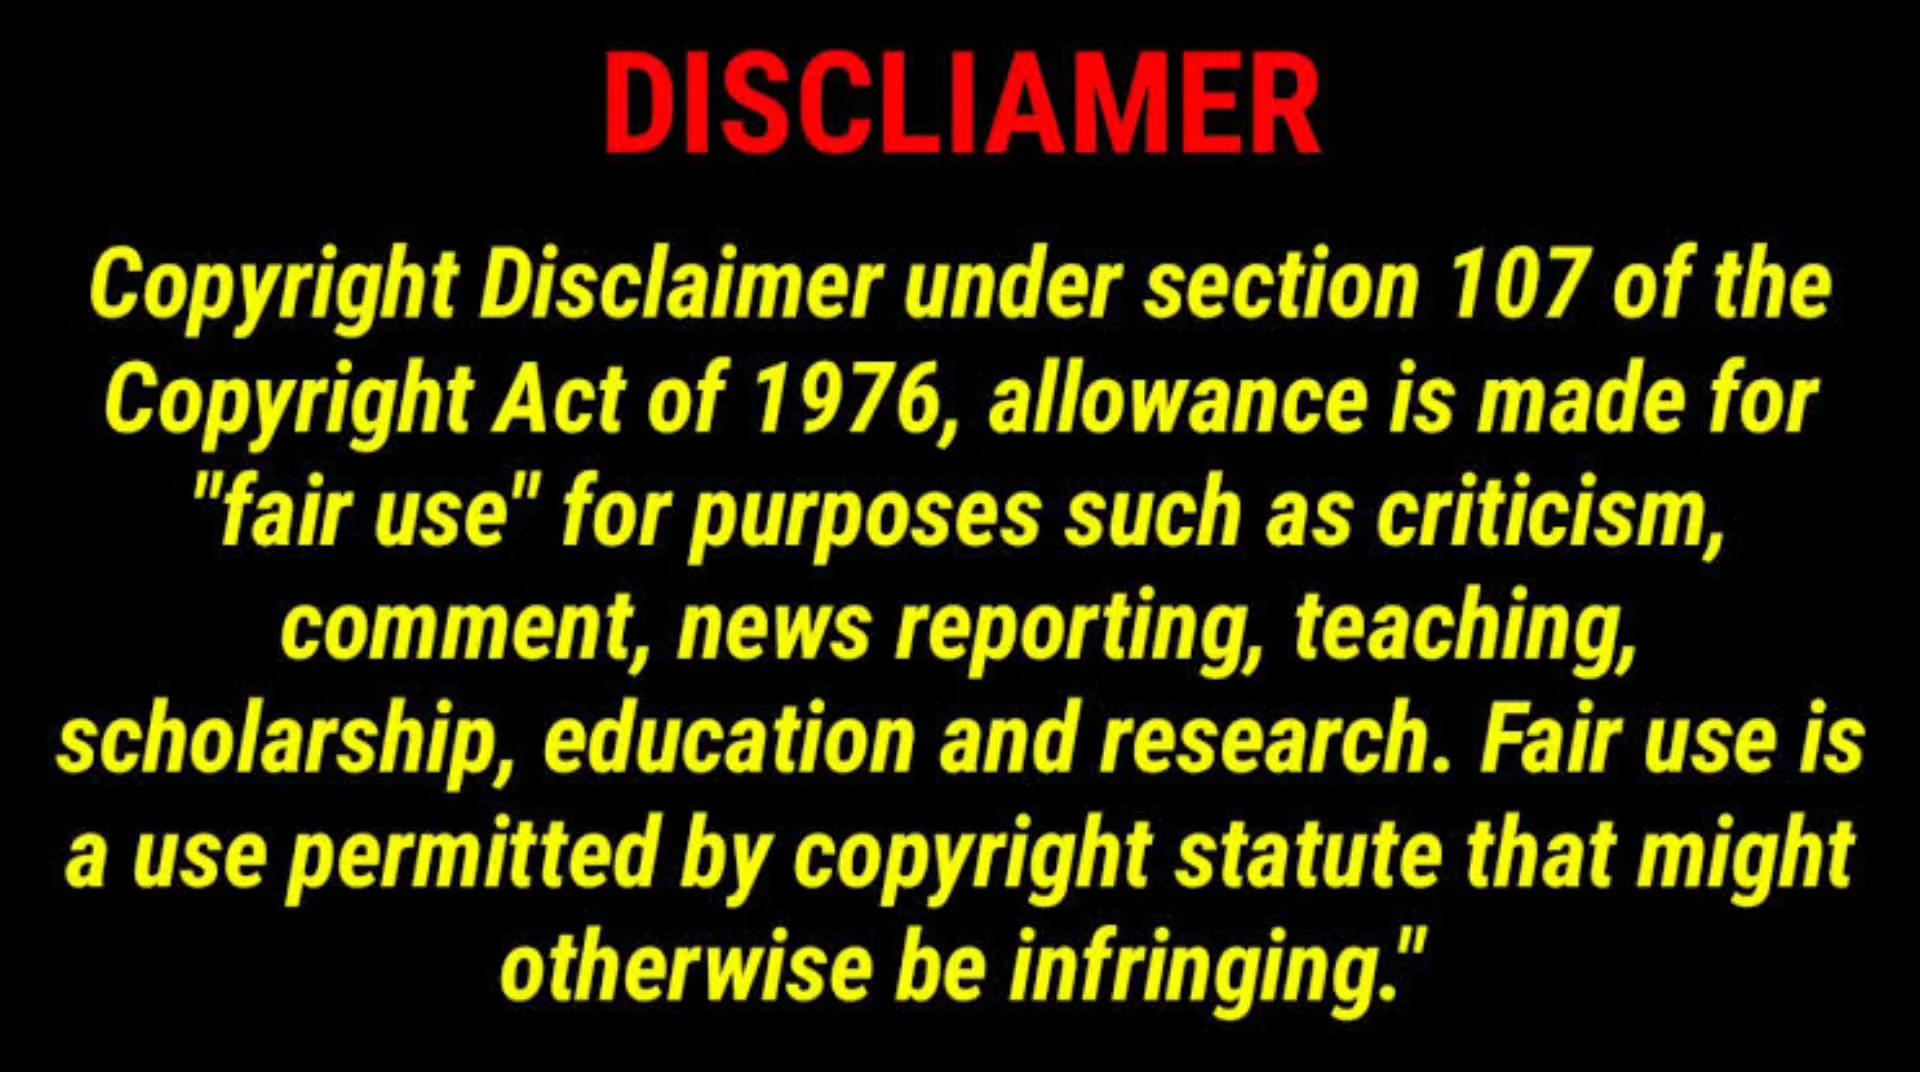 DISCLIAMER
Copyright Disclaimer under section 107 of the
Copyright Act of 1976, allowance is made for
"fair use" for purposes such as criticism,
comment, news reporting, teaching,
scholarship, education and research. Fair use is
a use permitted by copyright statute that might
otherwise be infringing."